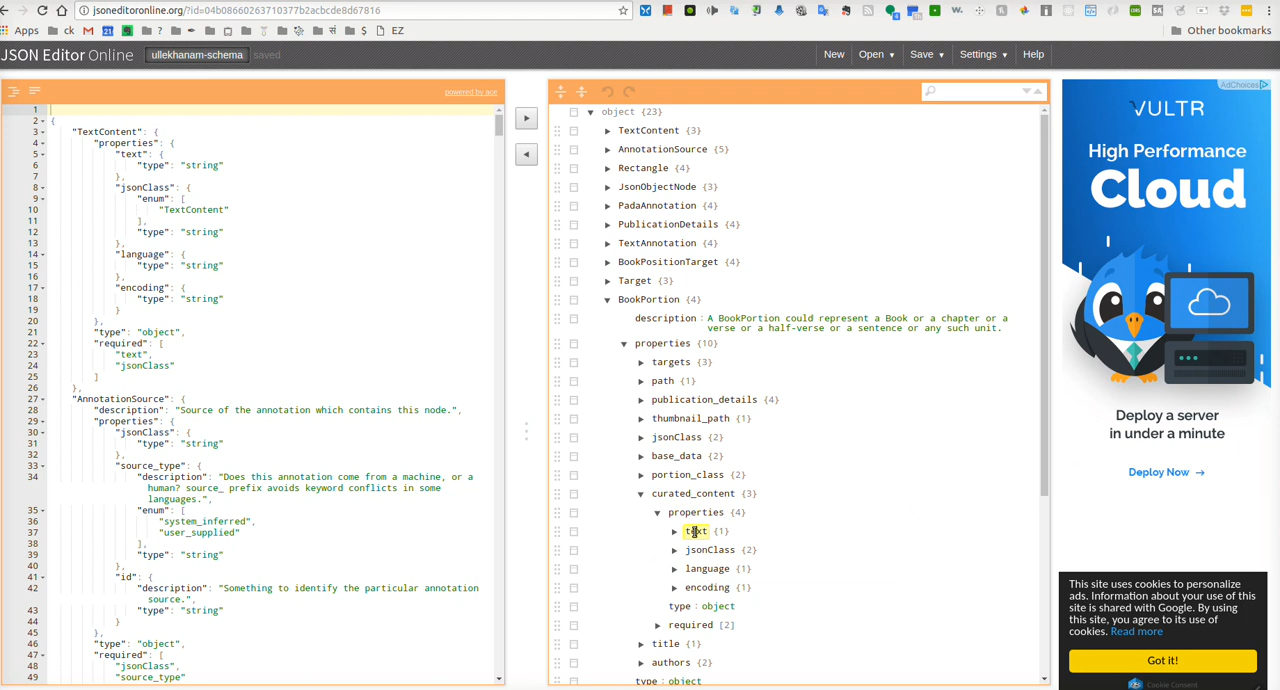 jsoneditoronline.org/?id=04b08660263710377b2acbcde8d67816
Apps ck ? $ EZ Other bookmarks
JSON Editor Online ullekhanam-schema saved New Open Save Settings Help
powered by ace
1
2 {
3 "TextContent": {
4 "properties": {
5 "text": {
6 "type": "string"
7 },
8 "jsonClass": {
9 "enum": [
10 "TextContent"
11 ],
12 "type": "string"
13 },
14 "language": {
15 "type": "string"
16 },
17 "encoding": {
18 "type": "string"
19 }
20 },
21 "type": "object",
22 "required": [
23 "text",
24 "jsonClass"
25 ]
26 },
27 "AnnotationSource": {
28 "description": "Source of the annotation which contains this node.",
29 "properties": {
30 "jsonClass": {
31 "type": "string"
32 },
33 "source_type": {
34 "description": "Does this annotation come from a machine, or a
human? source_ prefix avoids keyword conflicts in some
languages.",
35 "enum": [
36 "system_inferred",
37 "user_supplied"
38 ],
39 "type": "string"
40 },
41 "id": {
42 "description": "Something to identify the particular annotation
source.",
43 "type": "string"
44 }
45 },
46 "type": "object",
47 "required": [
48 "jsonClass",
49 "source_type"
object {23}
TextContent {3}
AnnotationSource {5}
Rectangle {4}
JsonObjectNode {3}
PadaAnnotation {4}
PublicationDetails {4}
TextAnnotation {4}
BookPositionTarget {4}
Target {3}
BookPortion {4}
description : A BookPortion could represent a Book or a chapter or a
verse or a half-verse or a sentence or any such unit.
properties {10}
targets {3}
path {1}
publication_details {4}
thumbnail_path {1}
jsonClass {2}
base_data {2}
portion_class {2}
curated_content {3}
properties {4}
text {1}
jsonClass {2}
language {1}
encoding {1}
type : object
required [2]
title {1}
authors {2}
type : object
AdChoices
VULTR
High Performance
Cloud
Deploy a server
in under a minute
Deploy Now →
This site uses cookies to personalize
ads. Information about your use of this
site is shared with Google. By using
this site, you agree to its use of
cookies. Read more
Got it!
Cookie Consent